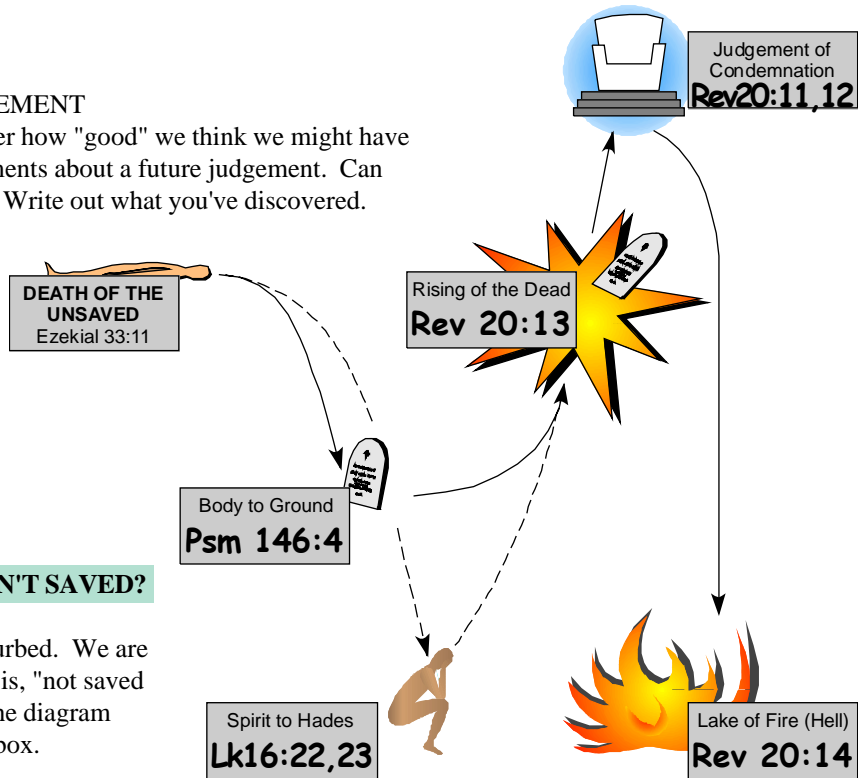 Judgement of
Condemnation
Rev20:11,12
EMENT
er how "good" we think we might have
nents about a future judgement. Can
Write out what you've discovered.
DEATH OF THE
UNSAVED
Ezekial 33:11
Rising of the Dead
Rev 20:13
Body to Ground
Psm 146:4
N'T SAVED?
urbed. We are
is, "not saved
ne diagram
box.
Spirit to Hades
Lk16:22,23
Lake of Fire (Hell)
Rev 20:14